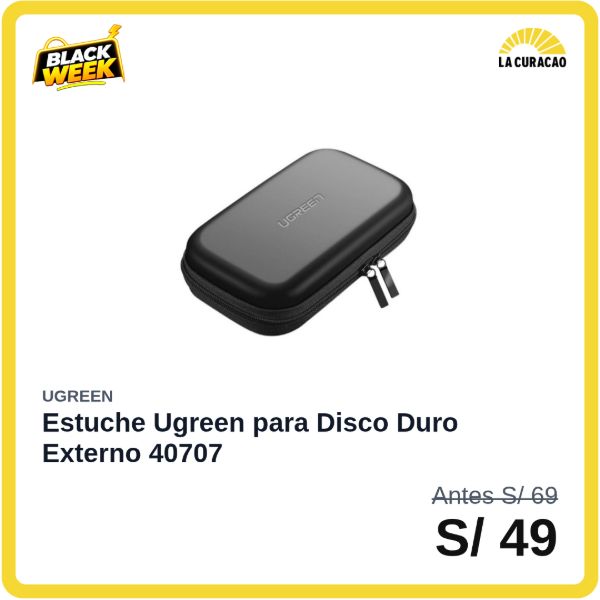 BLACK
WEEK
LA CURACAO
UGREEN
UGREEN
Estuche Ugreen para Disco Duro
Externo 40707
Antes S/ 69
S/ 49